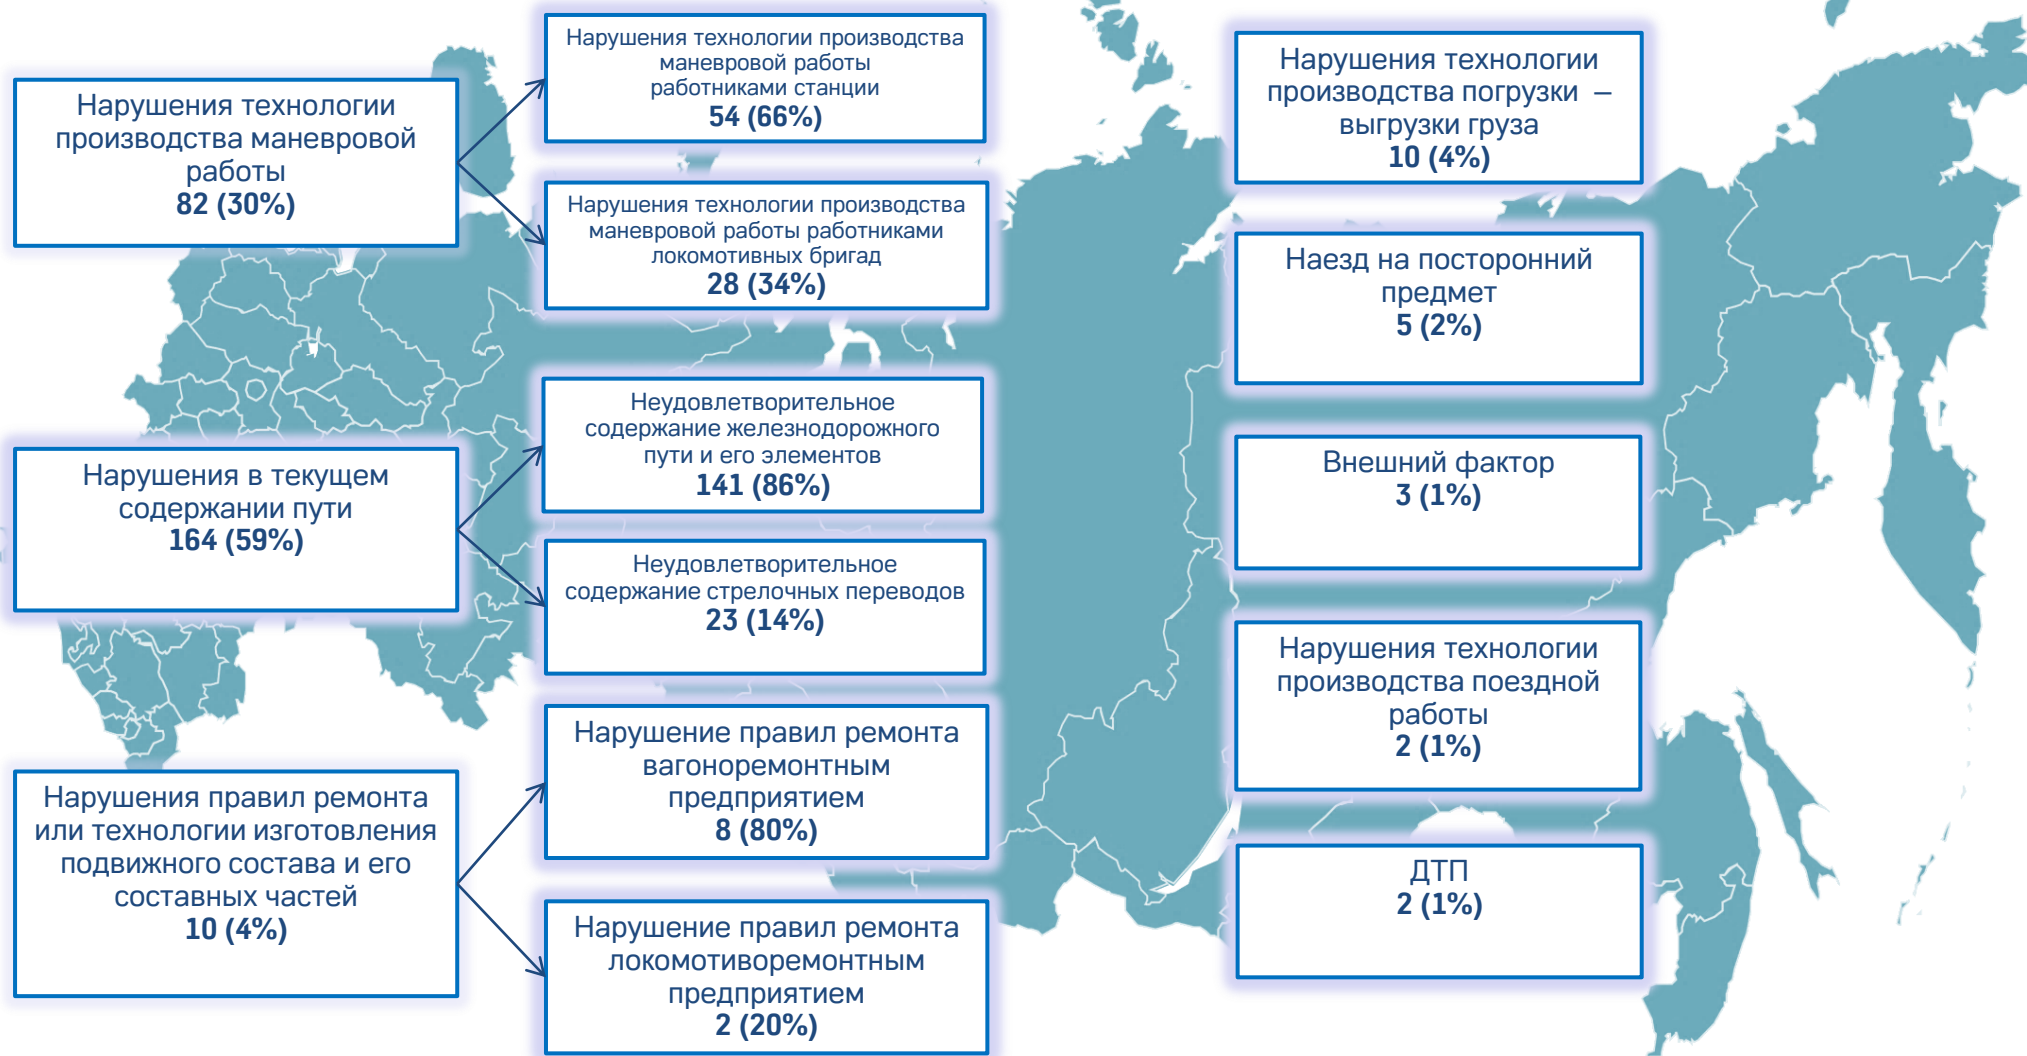 Нарушения технологии
производства маневровой
работы
82 (30%)
Нарушения технологии производства
маневровой работы
работниками станции
54 (66%)
Нарушения технологии производства
маневровой работы работниками
локомотивных бригад
28 (34%)
Нарушения в текущем
содержании пути
164 (59%)
Неудовлетворительное
содержание железнодорожного
пути и его элементов
141 (86%)
Неудовлетворительное
содержание стрелочных переводов
23 (14%)
Нарушения правил ремонта
или технологии изготовления
подвижного состава и его
составных частей
10 (4%)
Нарушение правил ремонта
вагоноремонтным
предприятием
8 (80%)
Нарушение правил ремонта
локомотиворемонтным
предприятием
2 (20%)
Нарушения технологии
производства погрузки –
выгрузки груза
10 (4%)
Наезд на посторонний
предмет
5 (2%)
Внешний фактор
3 (1%)
Нарушения технологии
производства поездной
работы
2 (1%)
ДТП
2 (1%)